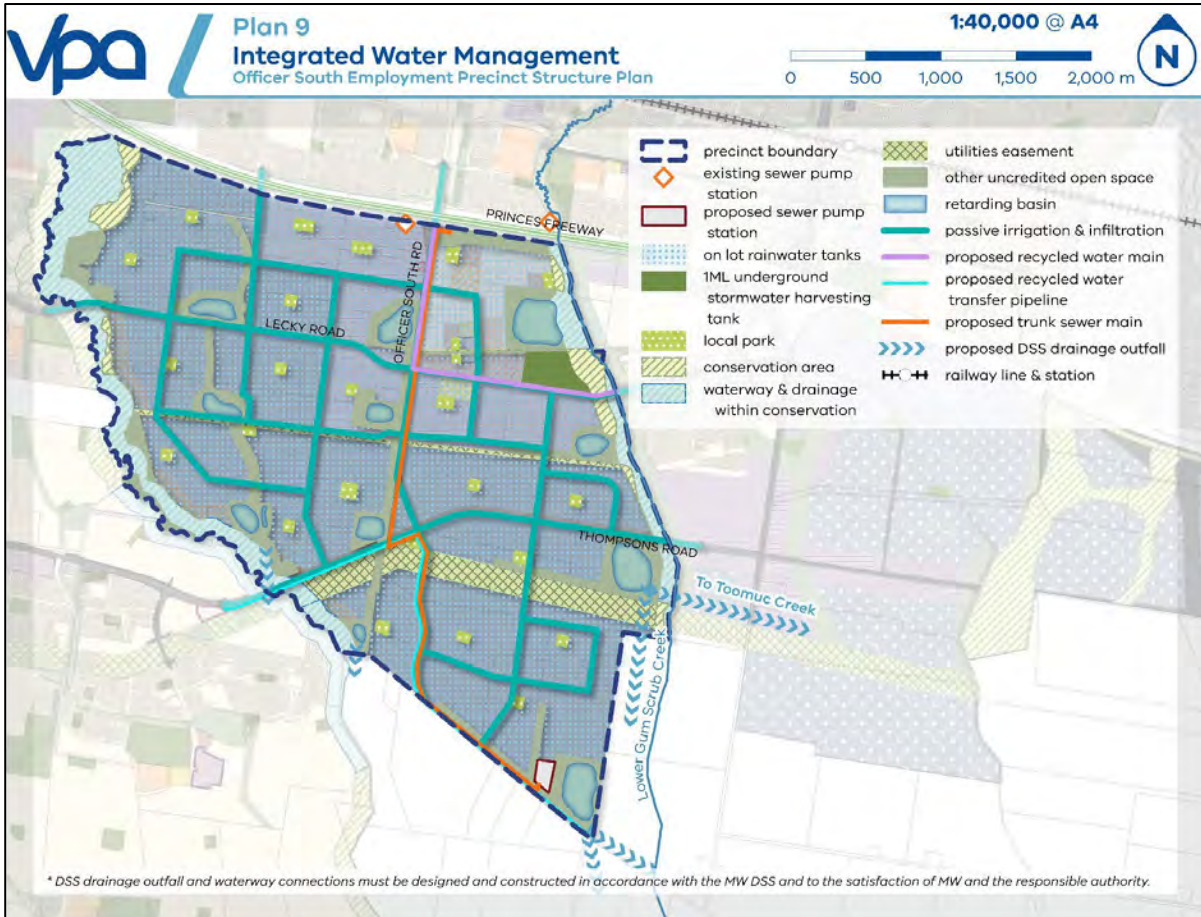 vpa
Plan 9
Integrated Water Management
Officer South Employment Precinct Structure Plan
1:40,000 @ A4
0 500 1,000 1,500 2,000 m
N
precinct boundary
existing sewer pump
station
proposed sewer pump
station
on lot rainwater tanks
1ML underground
stormwater harvesting
tank
local park
conservation area
waterway & drainage
within conservation
utilities easement
other uncredited open space
retarding basin
passive irrigation & infiltration
proposed recycled water main
proposed recycled water
transfer pipeline
proposed trunk sewer main
proposed DSS drainage outfall
railway line & station
PRINCES FREEWAY
OFFICER SOUTH RD
LECKY ROAD
THOMPSONS ROAD
To Toomuc Creek
Lower Gum Scrub Creek
* DSS drainage outfall and waterway connections must be designed and constructed in accordance with the MW DSS and to the satisfaction of MW and the responsible authority.